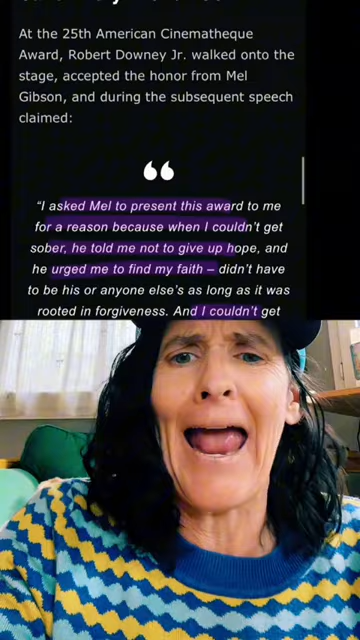 At the 25th American Cinematheque
Award, Robert Downey Jr. walked onto the
stage, accepted the honor from Mel
Gibson, and during the subsequent speech
claimed:
“I asked Mel to present this award to me
for a reason because when I couldn’t get
sober, he told me not to give up hope, and
he urged me to find my faith – didn’t have
to be his or anyone else’s as long as it was
rooted in forgiveness. And I couldn’t get